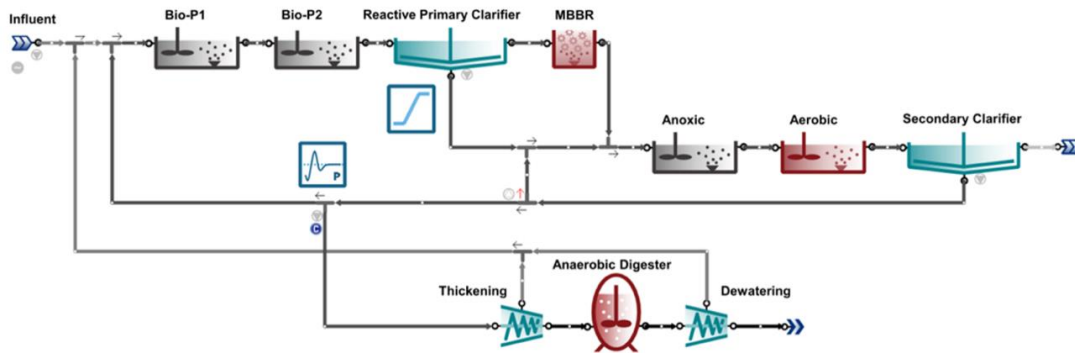 Influent
Bio-P1
Bio-P2
Reactive Primary Clarifier
MBBR
Anoxic
Aerobic
Secondary Clarifier
P
C
Anaerobic Digester
Thickening
Dewatering